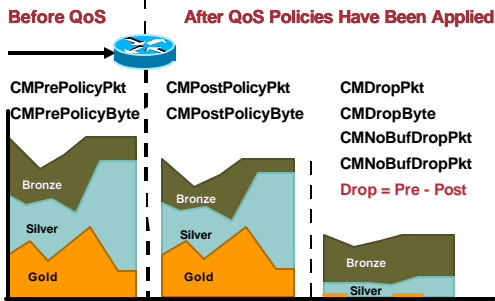 Before QoS
After QoS Policies Have Been Applied
CMPrePolicyPkt
CMPrePolicyByte
CMPostPolicyPkt
CMPostPolicyByte
CMDropPkt
CMDropByte
CMNoBufDropPkt
CMNoBufDropPkt
Drop = Pre - Post
Bronze
Silver
Gold
Bronze
Silver
Gold
Bronze
Silver